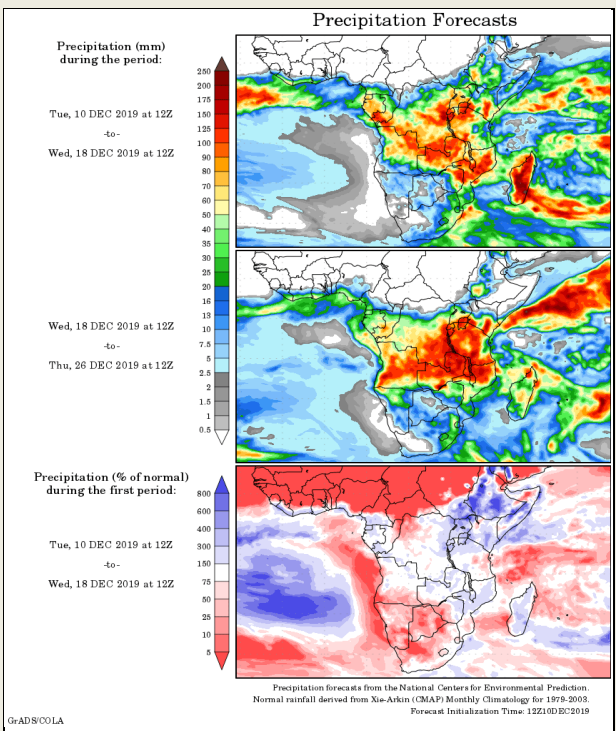 Precipitation Forecasts
Precipitation (mm)
during the period:
Tue, 10 DEC 2019 at 12Z
-to-
Wed, 18 DEC 2019 at 12Z
250
200
175
150
125
100
90
80
70
60
50
40
35
30
25
20
16
13
10
7.5
5
2.5
2
1.5
1
0.5
Wed, 18 DEC 2019 at 12Z
-to-
Thu, 26 DEC 2019 at 12Z
Precipitation (% of normal)
during the first period:
Tue, 10 DEC 2019 at 12Z
-to-
Wed, 18 DEC 2019 at 12Z
800
600
400
300
150
75
50
25
10
5
Precipitation forecasts from the National Centers for Environmental Prediction.
Normal rainfall derived from Xie-Arkin (CMAP) Monthly Climatology for 1979-2003.
Forecast Initialization Time: 12Z10DEC2019
GrADS/COLA